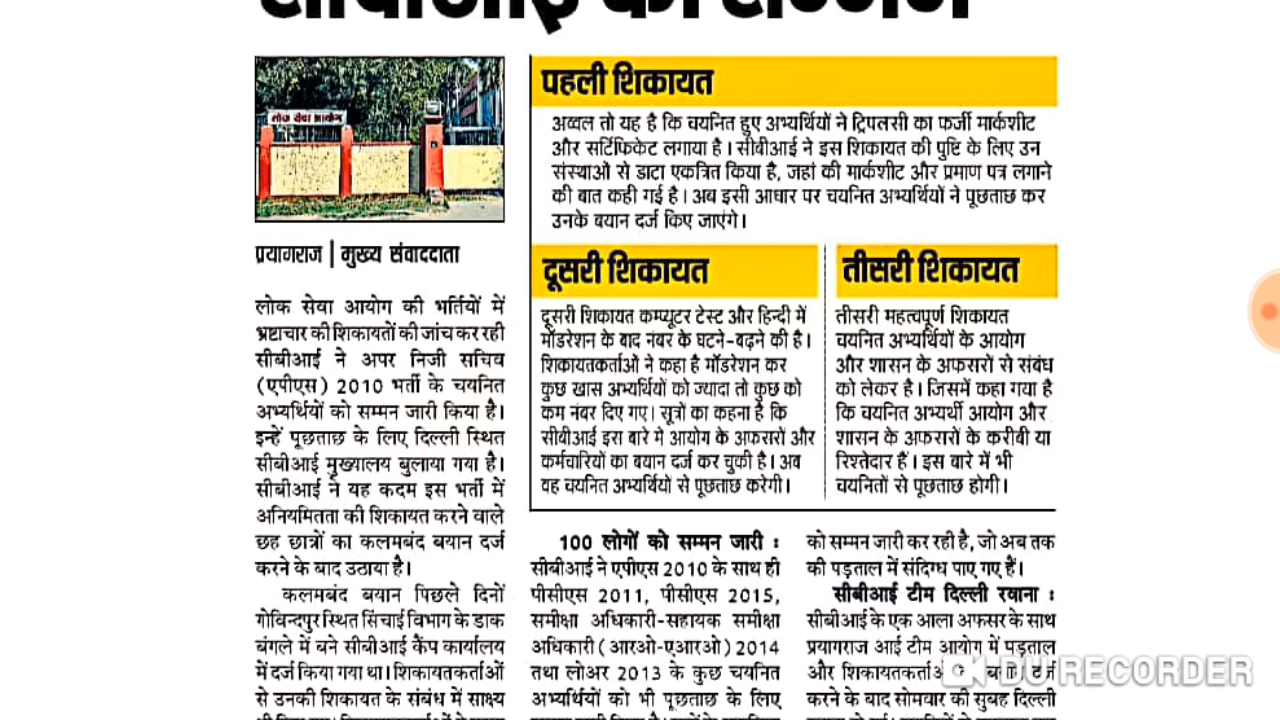 सीबीआई का सम्मन
लोक सेवा आयोग
प्रयागराज | मुख्य संवाददाता
लोक सेवा आयोग की भर्तियों में
भ्रष्टाचार की शिकायतों की जांच कर रही
सीबीआई ने अपर निजी सचिव
(एपीएस) 2010 भर्ती के चयनित
अभ्यर्थियों को सम्मन जारी किया है।
इन्हें पूछताछ के लिए दिल्ली स्थित
सीबीआई मुख्यालय बुलाया गया है।
सीबीआई ने यह कदम इस भर्ती में
अनियमितता की शिकायत करने वाले
छह छात्रों का कलमबंद बयान दर्ज
करने के बाद उठाया है।
कलमबंद बयान पिछले दिनों
गोविन्दपुर स्थित सिंचाई विभाग के डाक
बंगले में बने सीबीआई कैंप कार्यालय
में दर्ज किया गया था। शिकायतकर्ताओं
से उनकी शिकायत के संबंध में साक्ष्य
पहली शिकायत
अव्वल तो यह है कि चयनित हुए अभ्यर्थियों ने ट्रिपलसी का फर्जी मार्कशीट
और सर्टिफिकेट लगाया है। सीबीआई ने इस शिकायत की पुष्टि के लिए उन
संस्थाओं से डाटा एकत्रित किया है, जहां की मार्कशीट और प्रमाण पत्र लगाने
की बात कही गई है। अब इसी आधार पर चयनित अभ्यर्थियों ने पूछताछ कर
उनके बयान दर्ज किए जाएंगे।
दूसरी शिकायत
दूसरी शिकायत कम्प्यूटर टेस्ट और हिन्दी में
मॉडरेशन के बाद नंबर के घटने-बढ़ने की है।
शिकायतकर्ताओं ने कहा है मॉडरेशन कर
कुछ खास अभ्यर्थियों को ज्यादा तो कुछ को
कम नंबर दिए गए। सूत्रों का कहना है कि
सीबीआई इस बारे मे आयोग के अफसरों और
कर्मचारियों का बयान दर्ज कर चुकी है। अब
वह चयनित अभ्यर्थियों से पूछताछ करेगी।
तीसरी शिकायत
तीसरी महत्वपूर्ण शिकायत
चयनित अभ्यर्थियों के आयोग
और शासन के अफसरों से संबंध
को लेकर है। जिसमें कहा गया है
कि चयनित अभ्यर्थी आयोग और
शासन के अफसरों के करीबी या
रिश्तेदार हैं। इस बारे में भी
चयनितों से पूछताछ होगी।
100 लोगों को सम्मन जारी :
सीबीआई ने एपीएस 2010 के साथ ही
पीसीएस 2011, पीसीएस 2015,
समीक्षा अधिकारी-सहायक समीक्षा
अधिकारी (आरओ-एआरओ) 2014
तथा लोअर 2013 के कुछ चयनित
अभ्यर्थियों को भी पूछताछ के लिए
को सम्मन जारी कर रही है, जो अब तक
की पड़ताल में संदिग्ध पाए गए हैं।
सीबीआई टीम दिल्ली रवाना :
सीबीआई के एक आला अफसर के साथ
प्रयागराज आई टीम आयोग में पड़ताल
और शिकायतकर्ताओं बयान दर्ज
करने के बाद सोमवार की सुबह दिल्ली
DU RECORDER